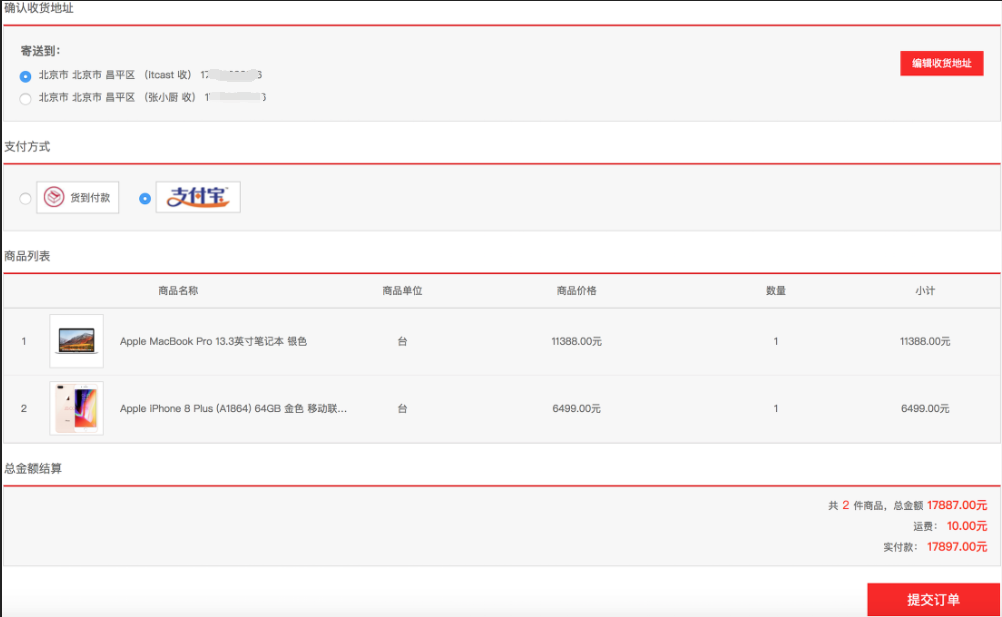 确认收货地址
寄送到：
北京市 北京市 昌平区 （Itcast 收） 17 3
编辑收货地址
北京市 北京市 昌平区 （张小厨 收） 1 3
支付方式
货到付款 支付宝
商品列表
商品名称 商品单位 商品价格 数量 小计
1 Apple MacBook Pro 13.3英寸笔记本 银色 台 11388.00元 1 11388.00元
2 Apple iPhone 8 Plus (A1864) 64GB 金色 移动联... 台 6499.00元 1 6499.00元
总金额结算
共 2 件商品，总金额 17887.00元
运费： 10.00元
实付款： 17897.00元
提交订单